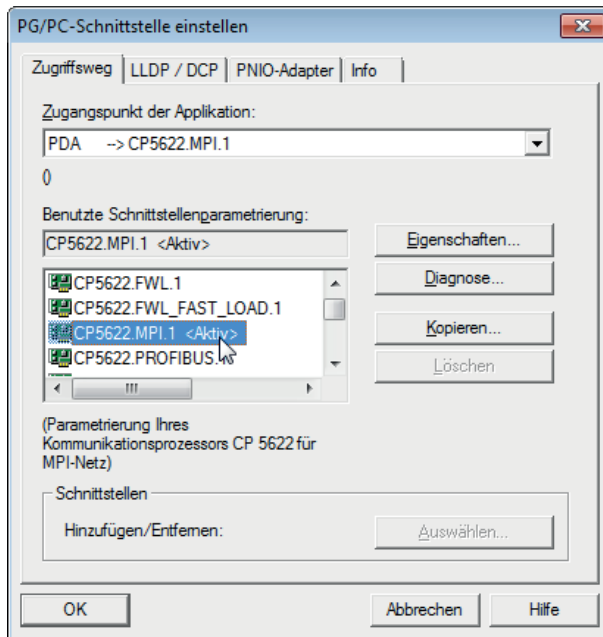 PG/PC-Schnittstelle einstellen
Zugriffsweg LLDP / DCP PNIO-Adapter Info
Zugangspunkt der Applikation:
PDA --> CP5622.MPI.1
()
Benutzte Schnittstellenparametrierung:
CP5622.MPI.1 <Aktiv>
Eigenschaften...
CP5622.FWL.1
Diagnose...
CP5622.FWL_FAST_LOAD.1
CP5622.MPI.1 <Aktiv>
Kopieren...
CP5622.PROFIBUS.
Löschen
(Parametrierung Ihres
Kommunikationsprozessors CP 5622 für
MPI-Netz)
Schnittstellen
Hinzufügen/Entfernen:
Auswählen...
OK Abbrechen Hilfe